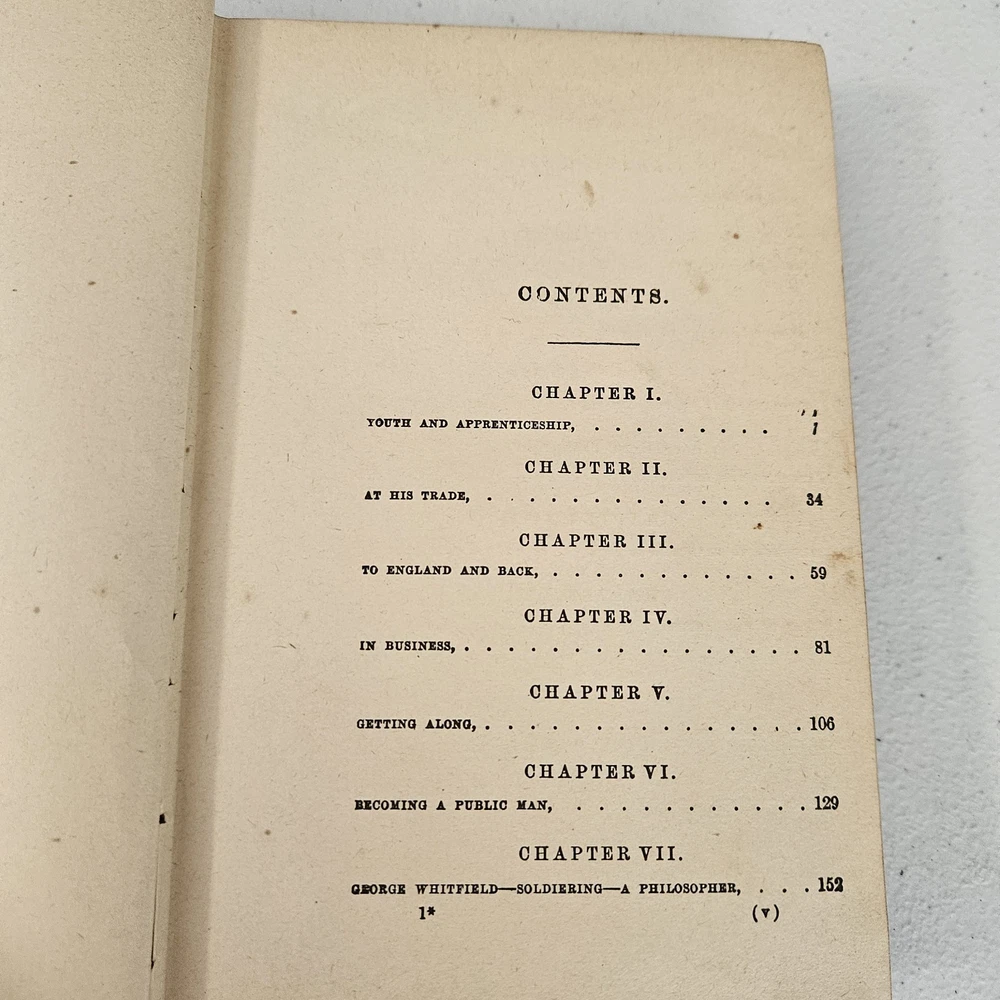 CONTENTS.
CHAPTER I.
YOUTH AND APPRENTICESHIP, . . . . . . . . . 1
CHAPTER II.
AT HIS TRADE, . . . . . . . . . . . . . . 34
CHAPTER III.
TO ENGLAND AND BACK, . . . . . . . . . . . . 59
CHAPTER IV.
IN BUSINESS, . . . . . . . . . . . . . . . . 81
CHAPTER V.
GETTING ALONG, . . . . . . . . . . . . . . . 106
CHAPTER VI.
BECOMING A PUBLIC MAN, . . . . . . . . . . . 129
CHAPTER VII.
GEORGE WHITFIELD—SOLDIERING—A PHILOSOPHER, . . . 152
1* (v)